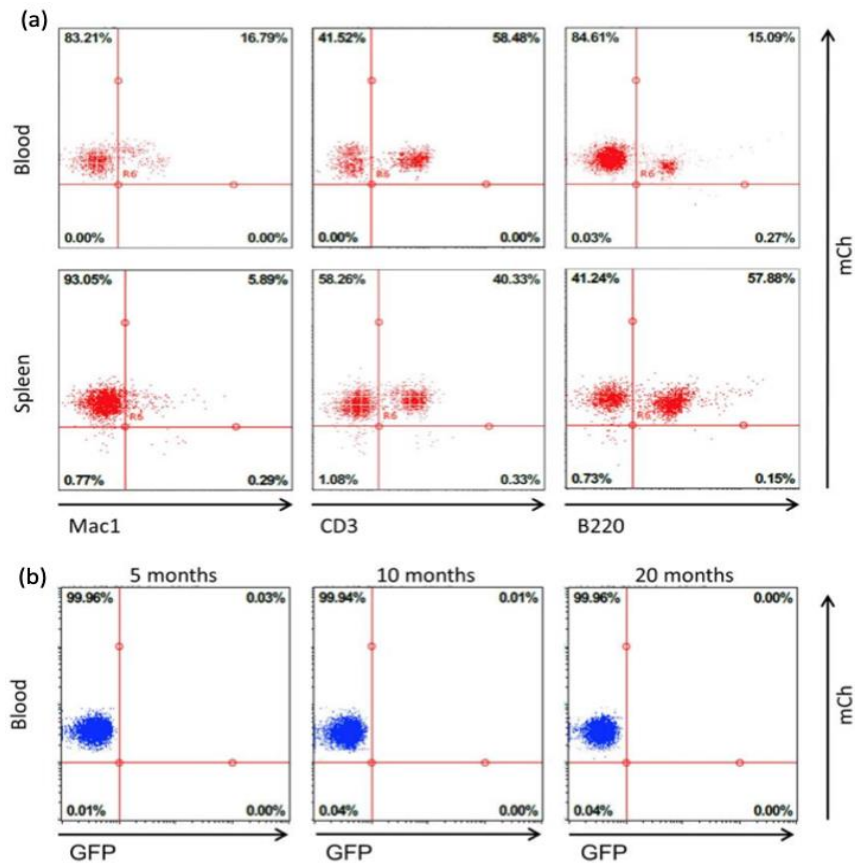 (a)
83.21% 16.79% 41.52% 58.48% 84.61% 15.09%
Blood
R6 R6 R6
0.00% 0.00% 0.00% 0.00% 0.03% 0.27%
mCh
93.05% 5.89% 58.26% 40.33% 41.24% 57.88%
Spleen
R6 R6
0.77% 0.29% 1.08% 0.33% 0.73% 0.15%
Mac1 CD3 B220
(b)
5 months 10 months 20 months
99.96% 0.03% 99.94% 0.01% 99.96% 0.00%
Blood
mCh
0.01% 0.00% 0.04% 0.00% 0.04% 0.00%
GFP GFP GFP